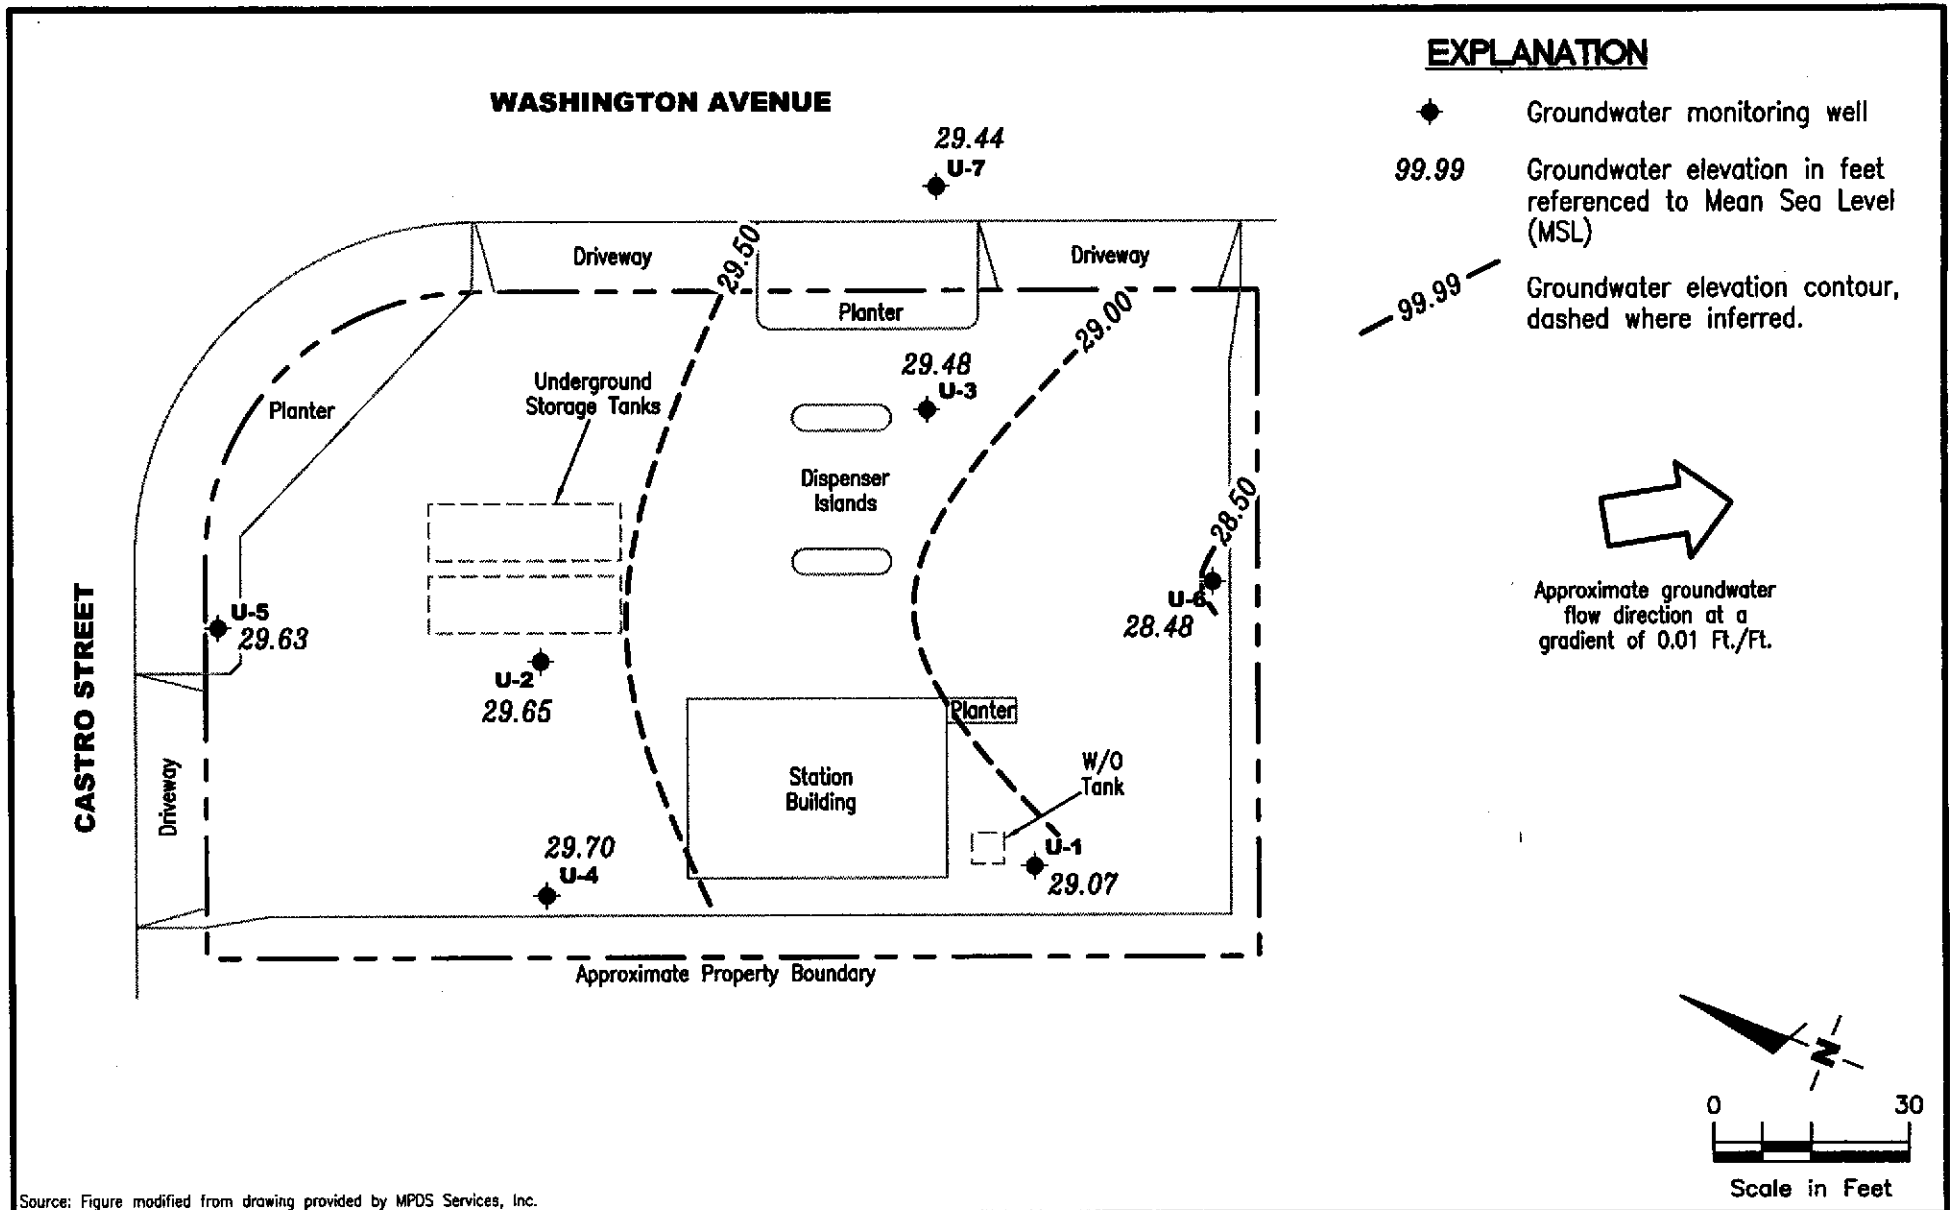 EXPLANATION
WASHINGTON AVENUE
Groundwater monitoring well
99.99
Groundwater elevation in feet
referenced to Mean Sea Level
(MSL)
99.99
Groundwater elevation contour,
dashed where inferred.
29.44
U-7
Driveway
29.50
Driveway
Planter
29.00
29.48
U-3
Underground
Storage Tanks
Planter
Dispenser
Islands
28.50
U-6
28.48
Approximate groundwater
flow direction at a
gradient of 0.01 Ft./Ft.
U-5
29.63
CASTRO STREET
U-2
29.65
Planter
W/O
Tank
Station
Building
Driveway
29.70
U-4
U-1
29.07
Approximate Property Boundary
N
0 30
Scale in Feet
Source: Figure modified from drawing provided by MPDS Services, Inc.